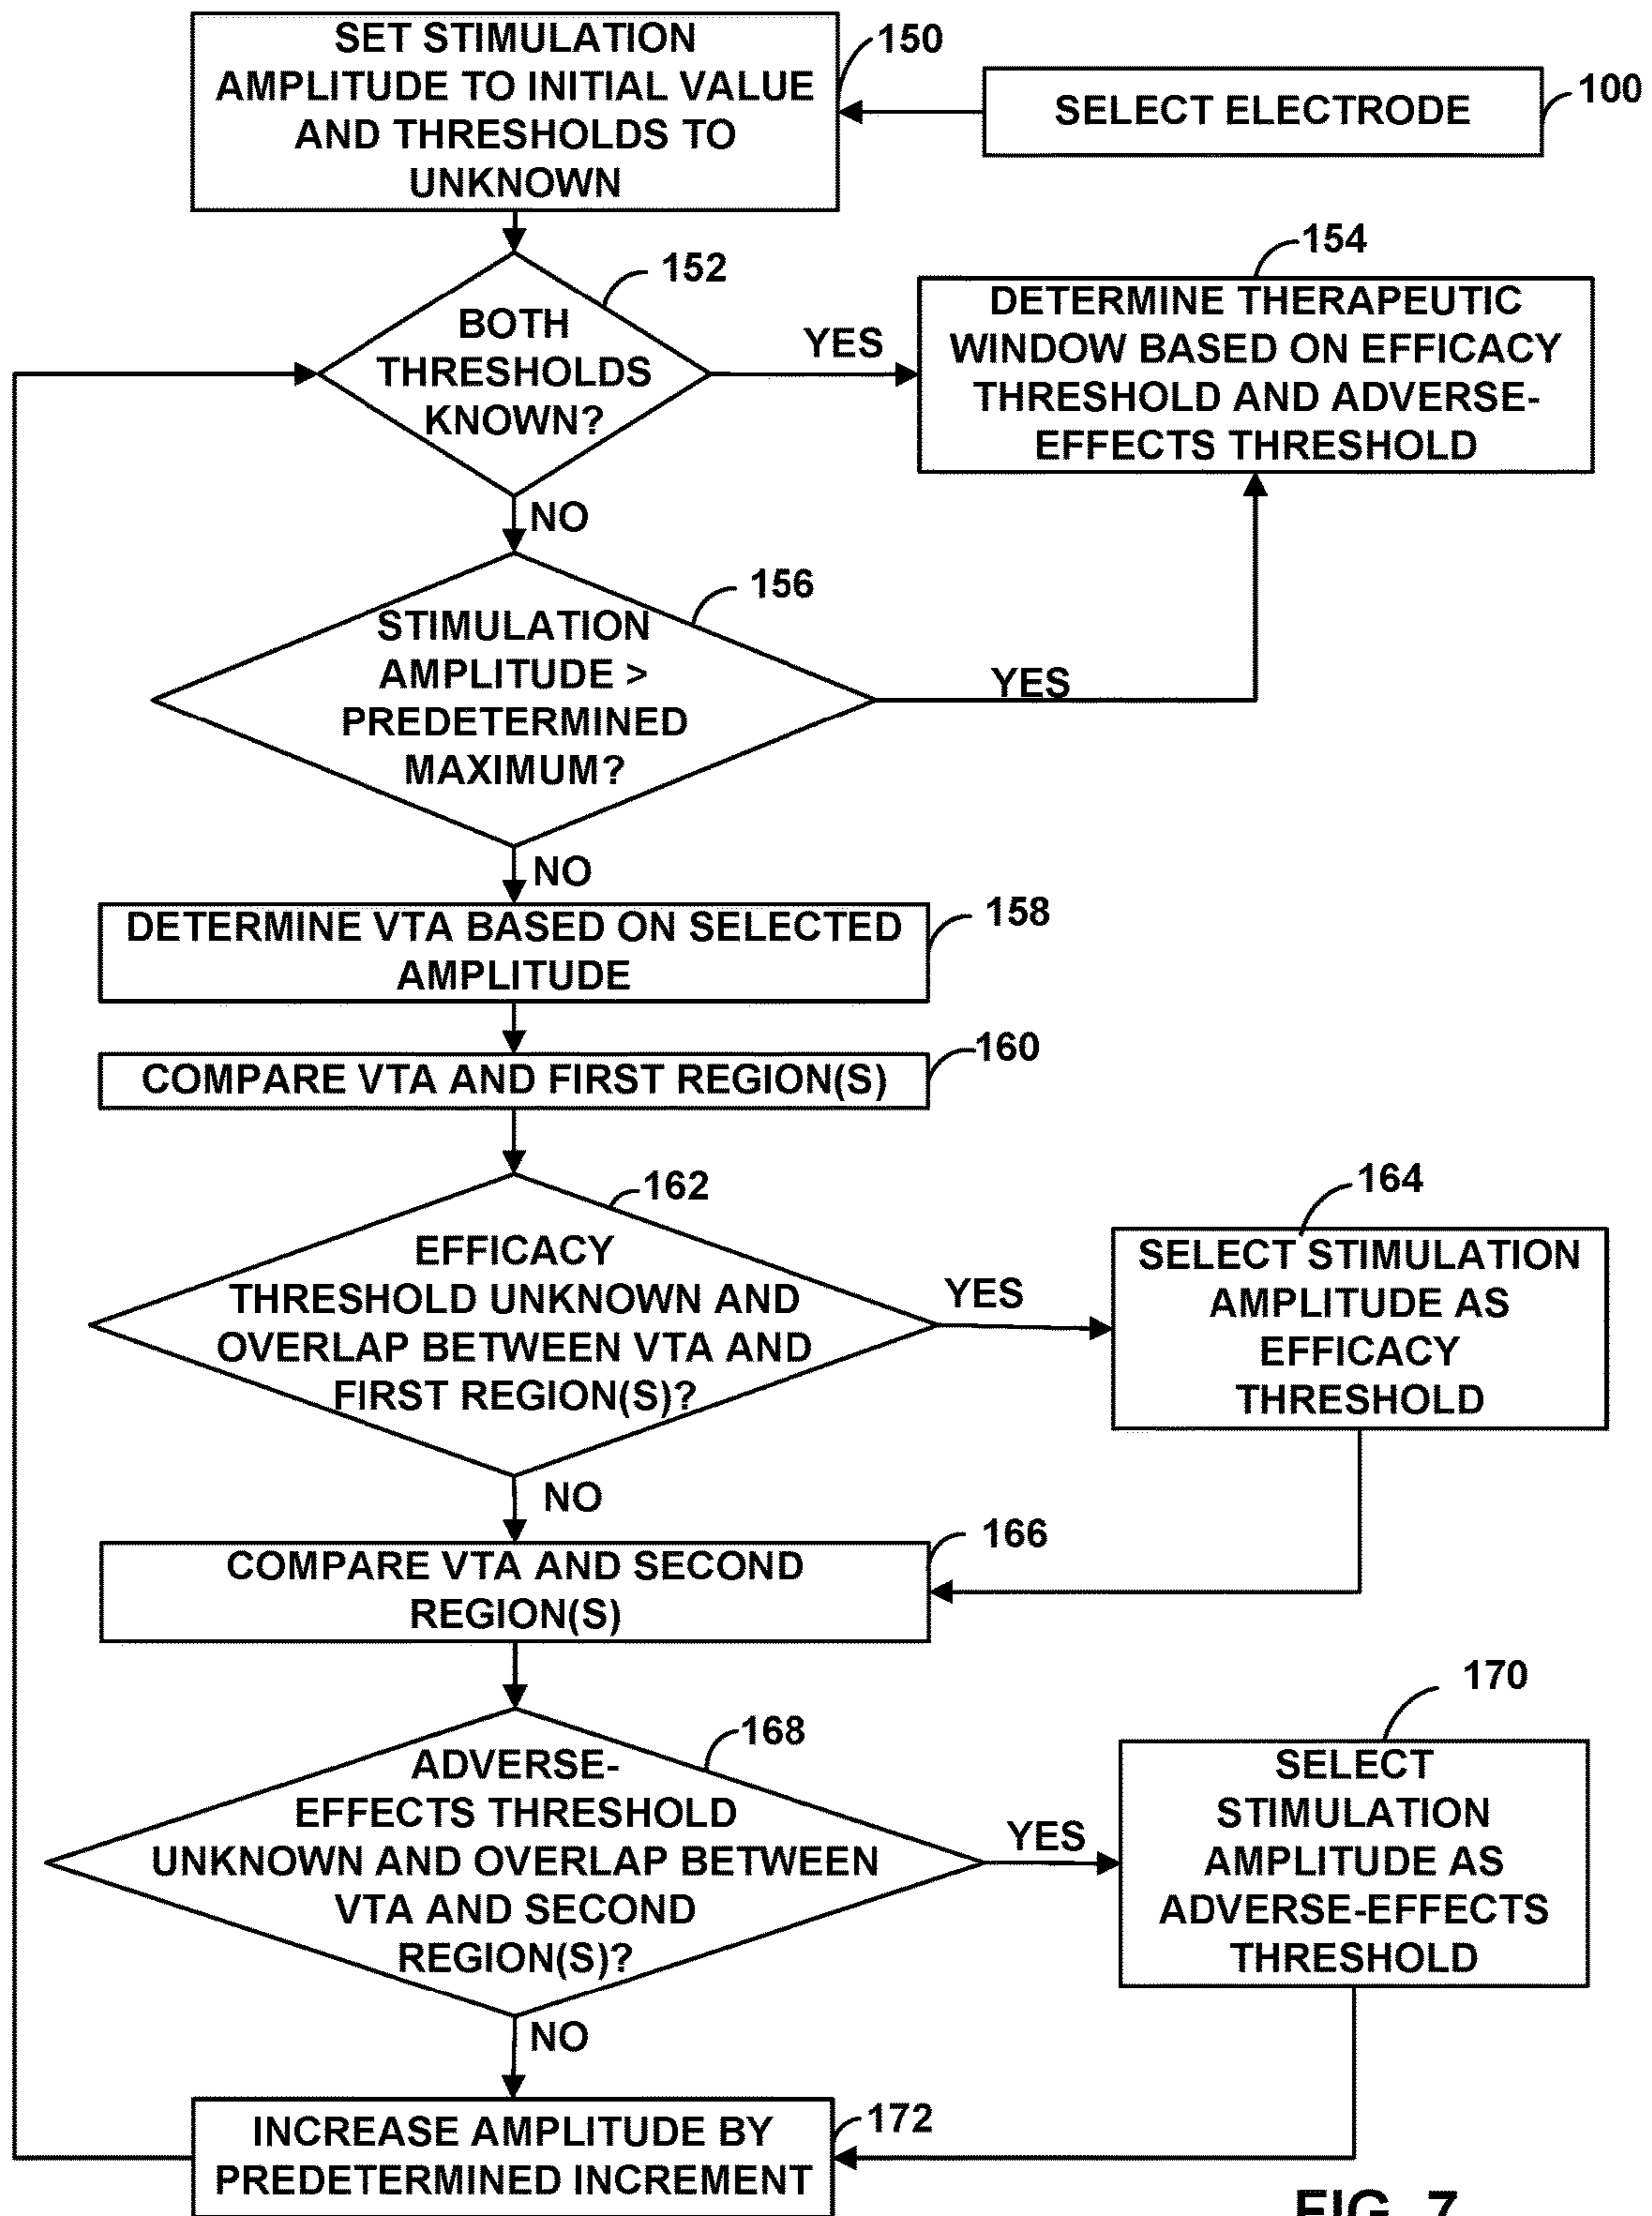 SET STIMULATION
AMPLITUDE TO INITIAL VALUE
AND THRESHOLDS TO
UNKNOWN
150
SELECT ELECTRODE
100
BOTH
THRESHOLDS
KNOWN?
152
YES
154
DETERMINE THERAPEUTIC
WINDOW BASED ON EFFICACY
THRESHOLD AND ADVERSE-
EFFECTS THRESHOLD
NO
STIMULATION
AMPLITUDE >
PREDETERMINED
MAXIMUM?
156
YES
NO
DETERMINE VTA BASED ON SELECTED
AMPLITUDE
158
COMPARE VTA AND FIRST REGION(S)
160
EFFICACY
THRESHOLD UNKNOWN AND
OVERLAP BETWEEN VTA AND
FIRST REGION(S)?
162
YES
164
SELECT STIMULATION
AMPLITUDE AS
EFFICACY
THRESHOLD
NO
COMPARE VTA AND SECOND
REGION(S)
166
ADVERSE-
EFFECTS THRESHOLD
UNKNOWN AND OVERLAP BETWEEN
VTA AND SECOND
REGION(S)?
168
YES
170
SELECT
STIMULATION
AMPLITUDE AS
ADVERSE-EFFECTS
THRESHOLD
NO
INCREASE AMPLITUDE BY
PREDETERMINED INCREMENT
172
FIG. 7